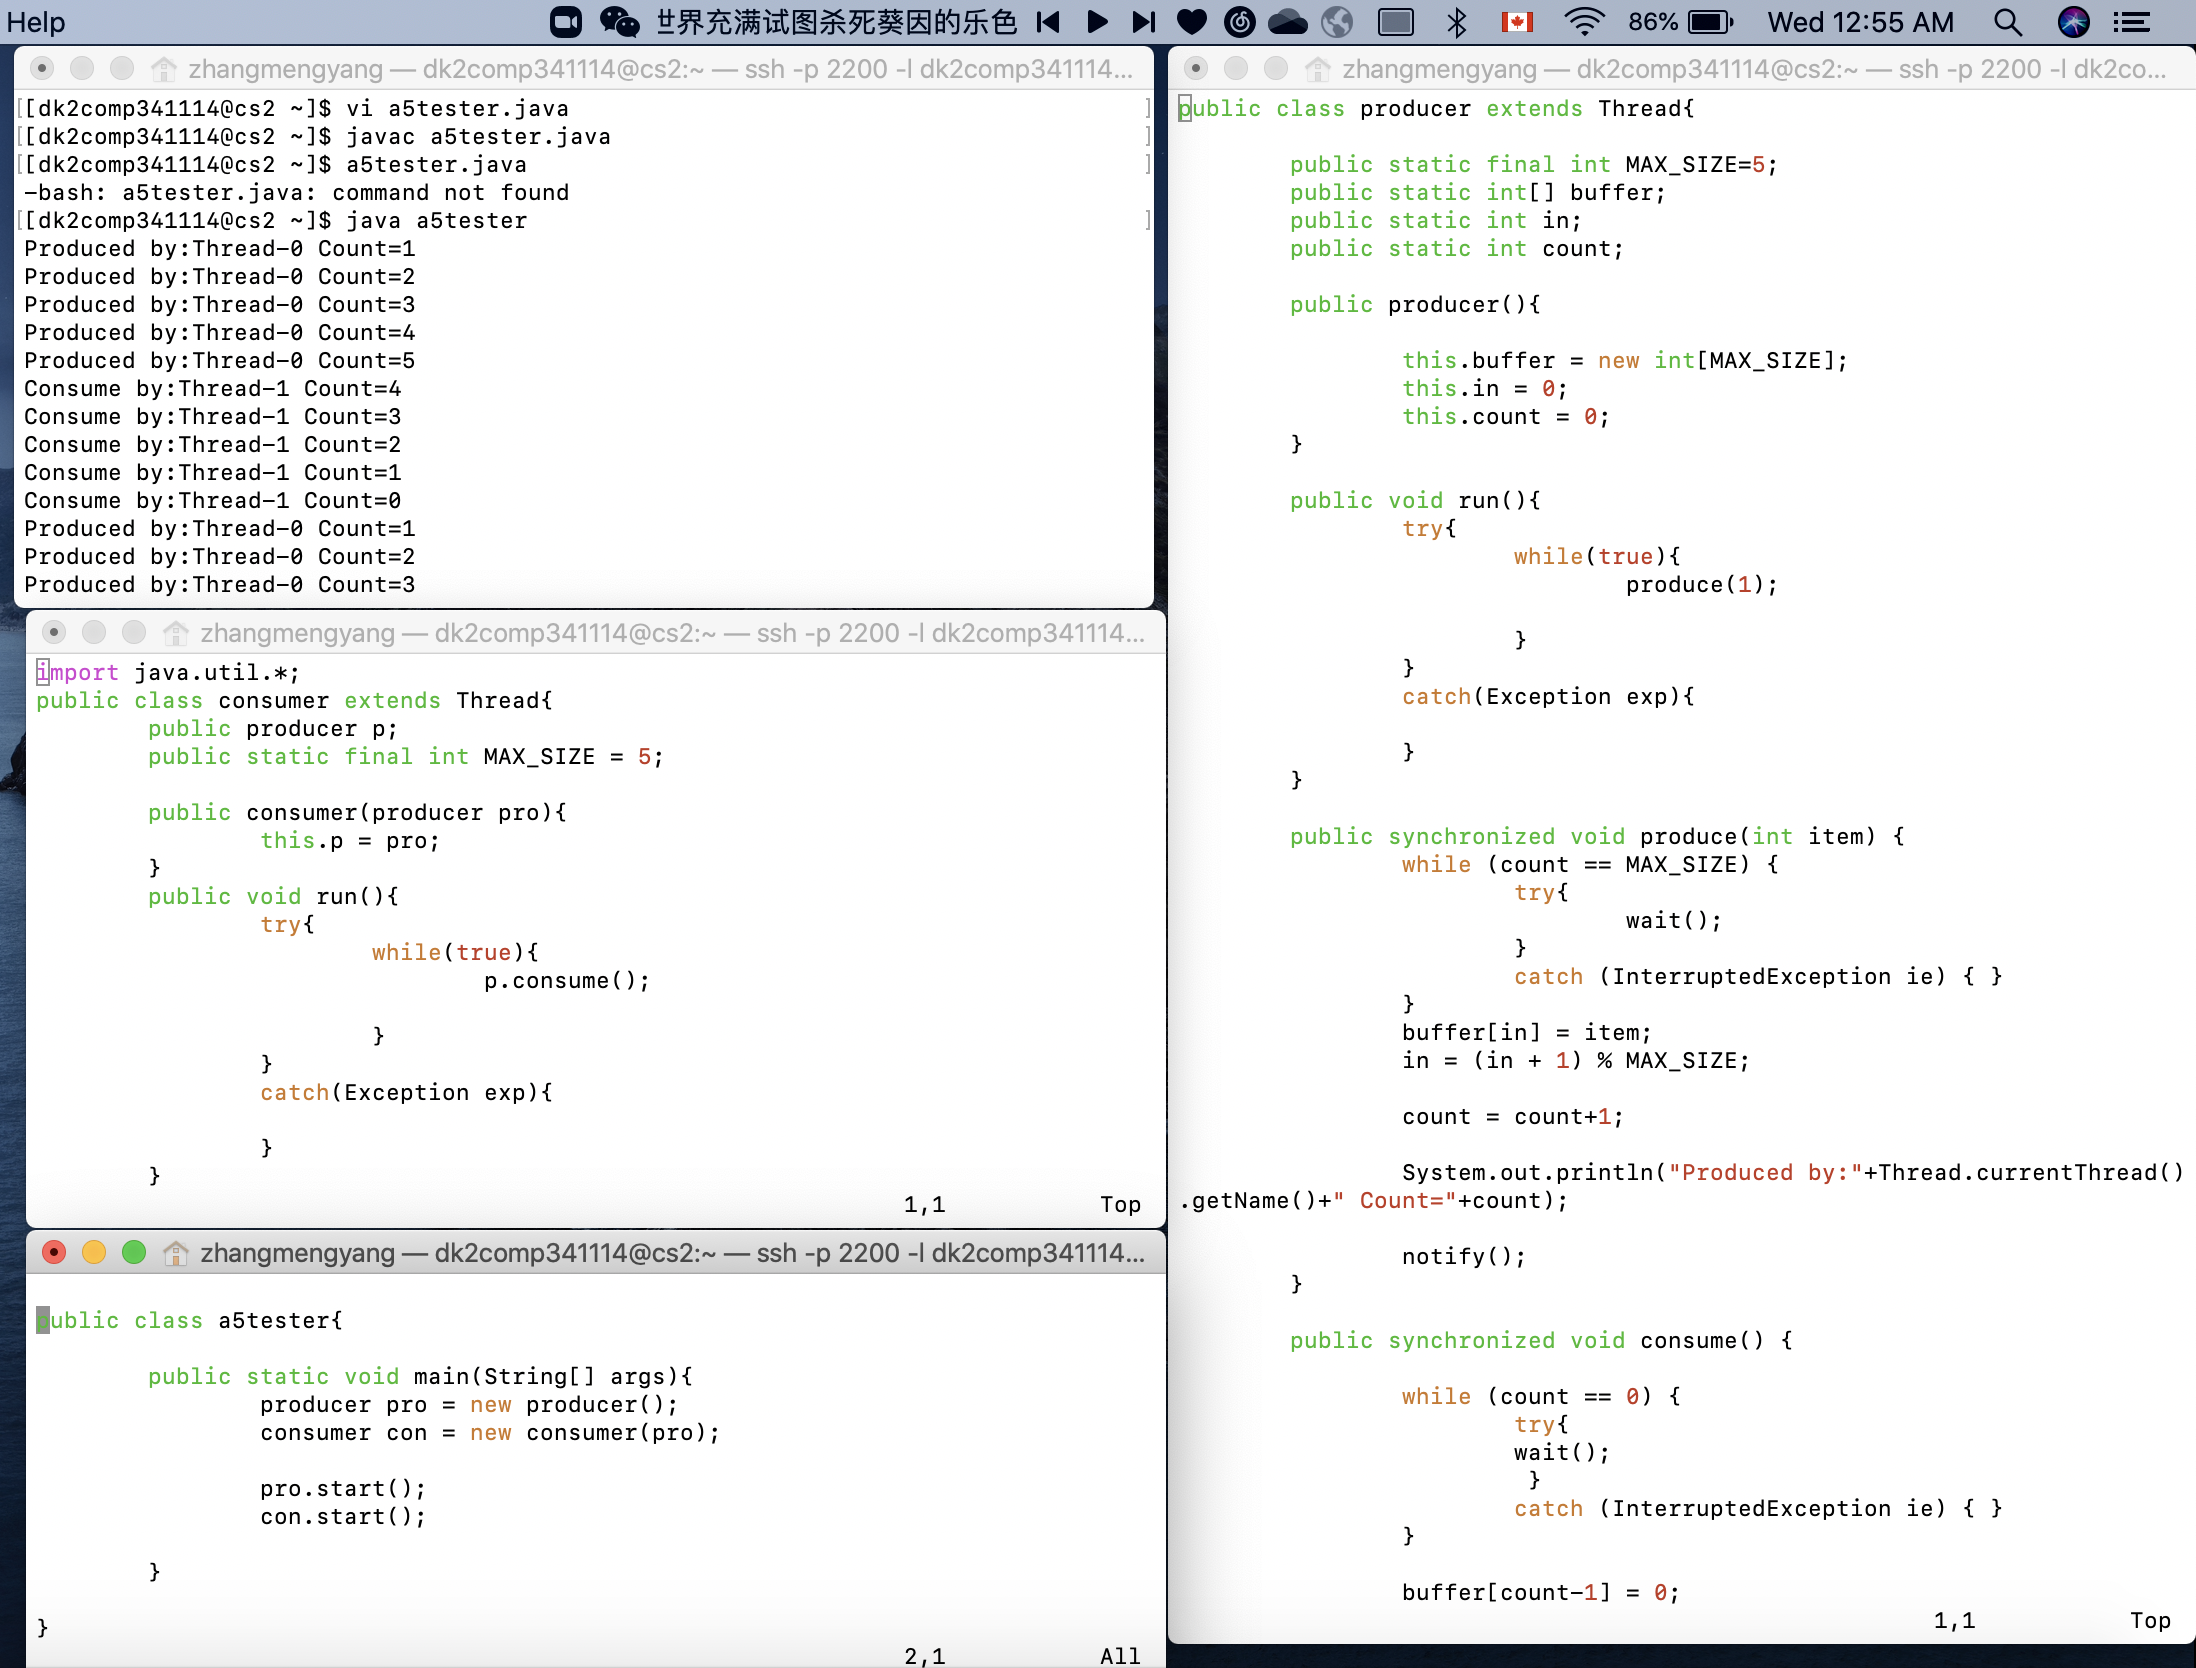 Help 世界充满试图杀死葵因的乐色 86% Wed 12:55 AM
zhangmengyang — dk2comp341114@cs2:~ — ssh -p 2200 -l dk2comp341114...
[[dk2comp341114@cs2 ~]$ vi a5tester.java ]
[[dk2comp341114@cs2 ~]$ javac a5tester.java ]
[[dk2comp341114@cs2 ~]$ a5tester.java ]
-bash: a5tester.java: command not found
[[dk2comp341114@cs2 ~]$ java a5tester ]
Produced by:Thread-0 Count=1
Produced by:Thread-0 Count=2
Produced by:Thread-0 Count=3
Produced by:Thread-0 Count=4
Produced by:Thread-0 Count=5
Consume by:Thread-1 Count=4
Consume by:Thread-1 Count=3
Consume by:Thread-1 Count=2
Consume by:Thread-1 Count=1
Consume by:Thread-1 Count=0
Produced by:Thread-0 Count=1
Produced by:Thread-0 Count=2
Produced by:Thread-0 Count=3
zhangmengyang — dk2comp341114@cs2:~ — ssh -p 2200 -l dk2comp341114...
import java.util.*;
public class consumer extends Thread{
public producer p;
public static final int MAX_SIZE = 5;
public consumer(producer pro){
this.p = pro;
}
public void run(){
try{
while(true){
p.consume();
}
}
catch(Exception exp){
}
}
1,1 Top
zhangmengyang — dk2comp341114@cs2:~ — ssh -p 2200 -l dk2comp341114...
public class a5tester{
public static void main(String[] args){
producer pro = new producer();
consumer con = new consumer(pro);
pro.start();
con.start();
}
}
2,1 All
zhangmengyang — dk2comp341114@cs2:~ — ssh -p 2200 -l dk2co...
public class producer extends Thread{
public static final int MAX_SIZE=5;
public static int[] buffer;
public static int in;
public static int count;
public producer(){
this.buffer = new int[MAX_SIZE];
this.in = 0;
this.count = 0;
}
public void run(){
try{
while(true){
produce(1);
}
}
catch(Exception exp){
}
}
public synchronized void produce(int item) {
while (count == MAX_SIZE) {
try{
wait();
}
catch (InterruptedException ie) { }
}
buffer[in] = item;
in = (in + 1) % MAX_SIZE;
count = count+1;
System.out.println("Produced by:"+Thread.currentThread()
.getName()+" Count="+count);
notify();
}
public synchronized void consume() {
while (count == 0) {
try{
wait();
}
catch (InterruptedException ie) { }
}
buffer[count-1] = 0;
1,1 Top